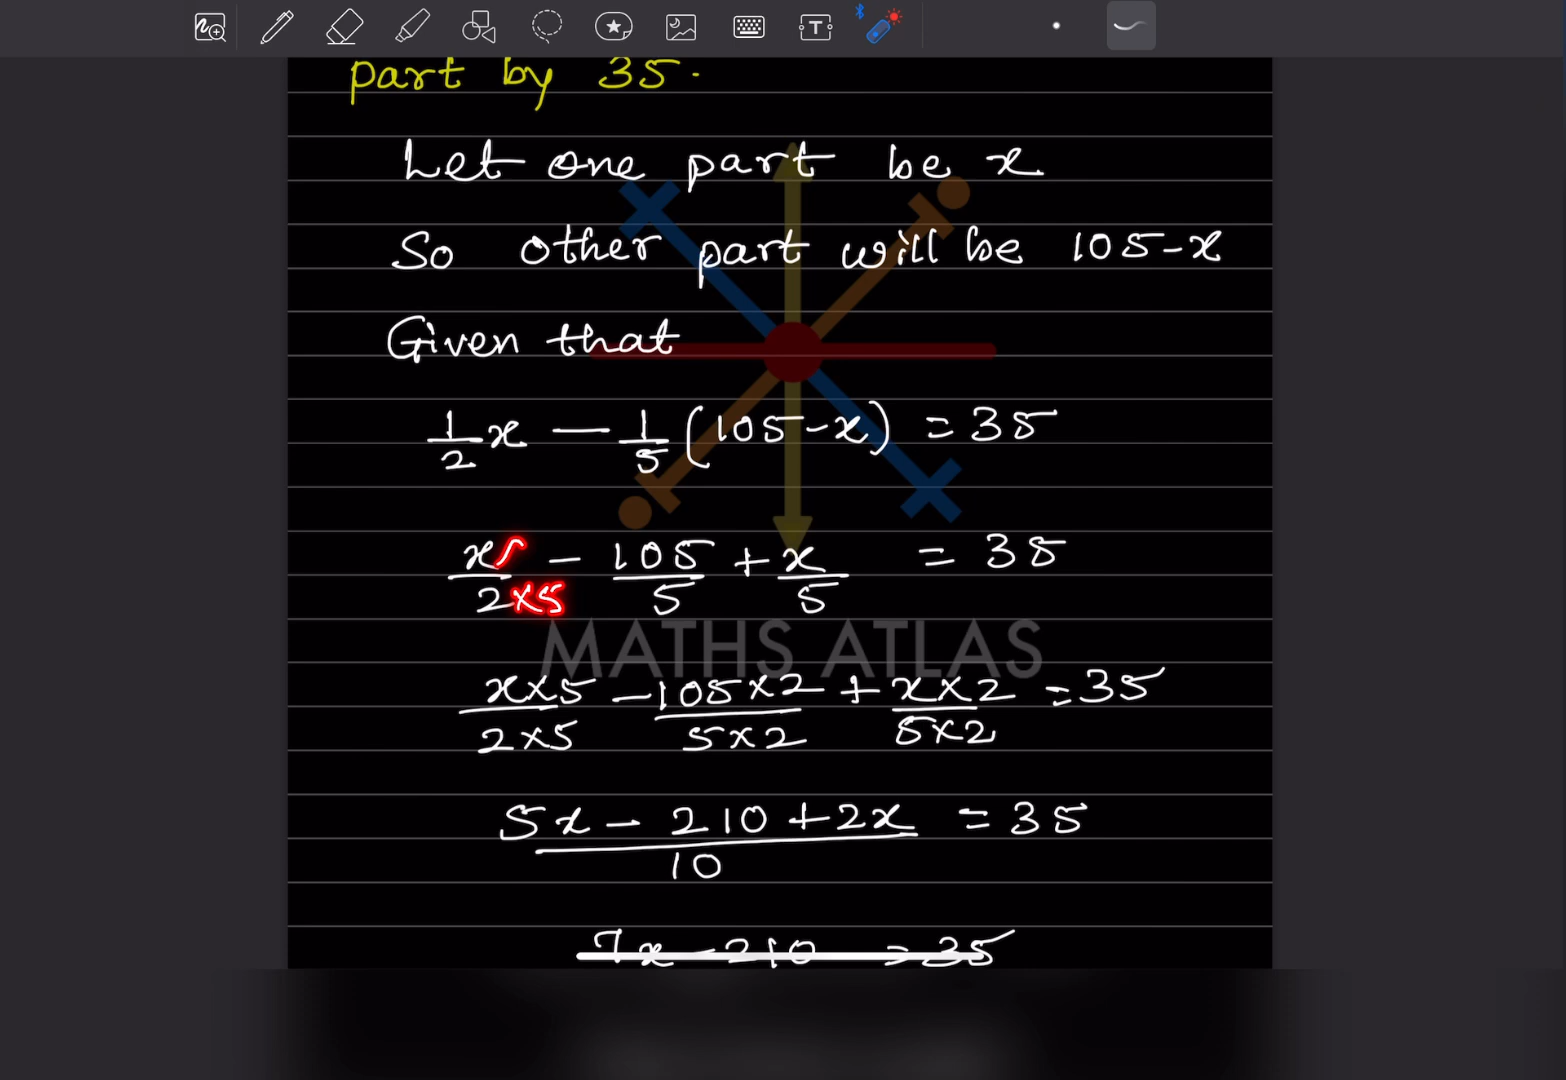 part by 35.
Let one part be x
So other part will be 105-x
Given that
1/2 x - 1/5 (105-x) = 35
x/2×5 - 105/5 + x/5 = 35
MATHS ATLAS
x×5/2×5 - 105×2/5×2 + x×2/5×2 = 35
5x - 210 + 2x/10 = 35
7x - 210 = 35